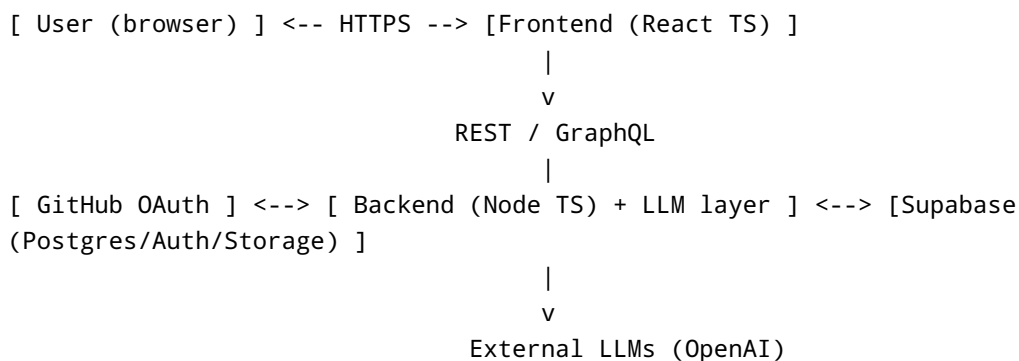 [ User (browser) ] <-- HTTPS --> [Frontend (React TS) ]
|
v
REST / GraphQL
|
[ GitHub OAuth ] <--> [ Backend (Node TS) + LLM layer ] <--> [Supabase
(Postgres/Auth/Storage) ]
|
v
External LLMs (OpenAI)